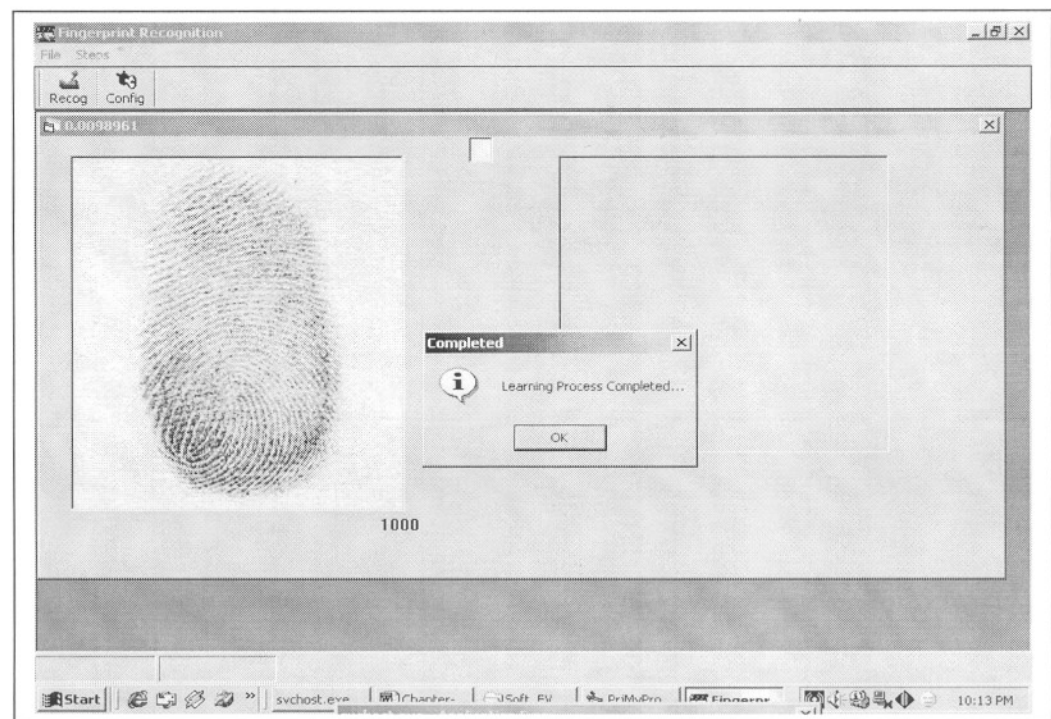 Fingerprint Recognition
File Steps
Recog Config
0.0098961
Completed
Learning Process Completed...
OK
1000
Start » svchost.exe Chapter- Soft_EV PriMyPro Fingerpr 10:13 PM